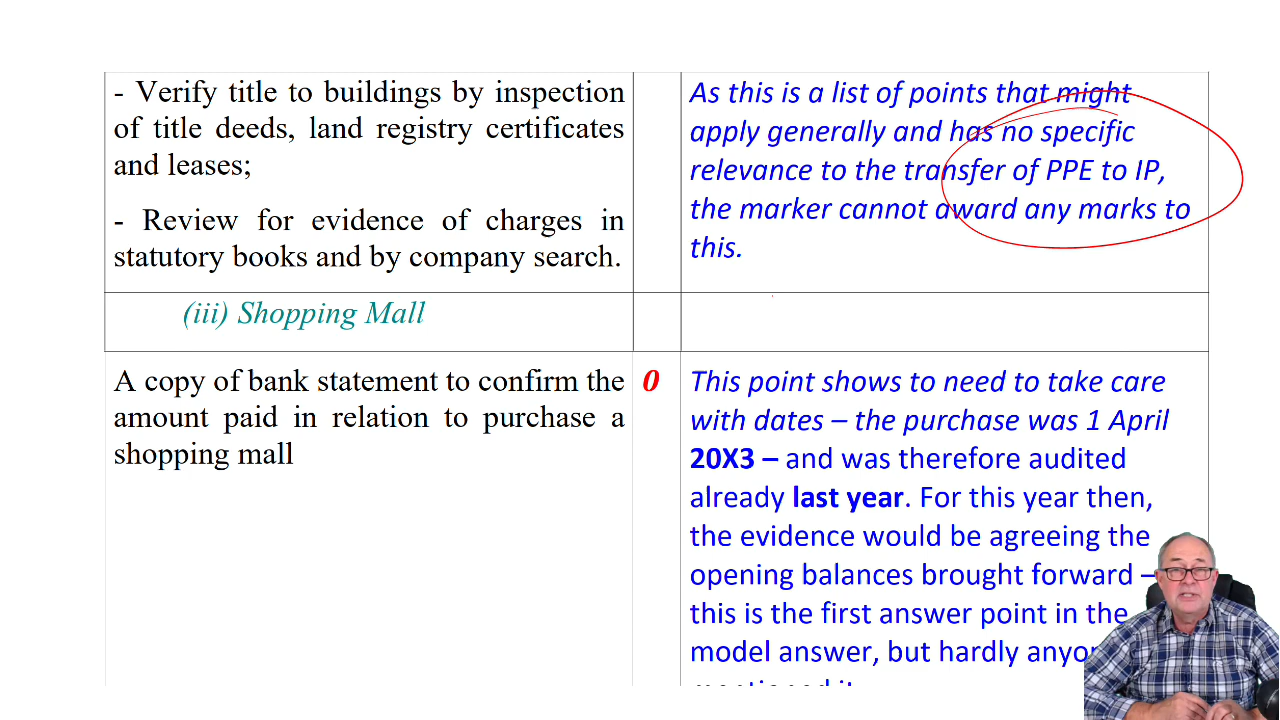 - Verify title to buildings by inspection
of title deeds, land registry certificates
and leases;
- Review for evidence of charges in
statutory books and by company search.
As this is a list of points that might
apply generally and has no specific
relevance to the transfer of PPE to IP,
the marker cannot award any marks to
this.
(iii) Shopping Mall
A copy of bank statement to confirm the
amount paid in relation to purchase a
shopping mall
0
This point shows to need to take care
with dates – the purchase was 1 April
20X3 – and was therefore audited
already last year. For this year then,
the evidence would be agreeing the
opening balances brought forward –
this is the first answer point in the
model answer, but hardly